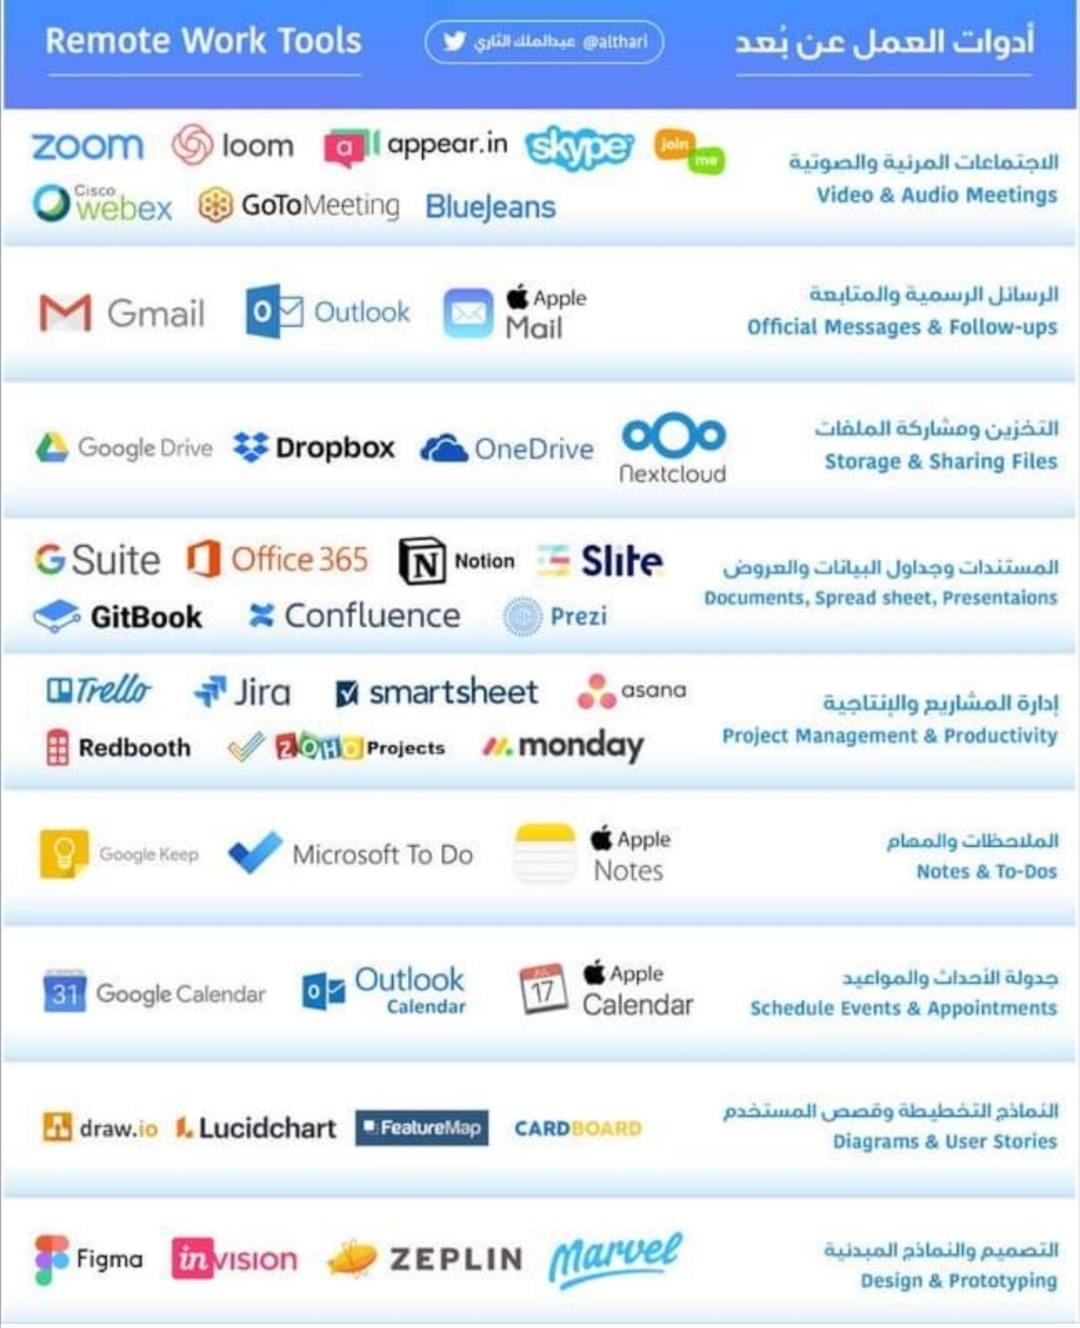 Remote Work Tools
عبدالملك الثاري @althari
أدوات العمل عن بُعد
zoom loom a appear.in skype join me
Cisco webex GoToMeeting BlueJeans
الاجتماعات المرئية والصوتية
Video & Audio Meetings
Gmail Outlook Apple Mail
الرسائل الرسمية والمتابعة
Official Messages & Follow-ups
Google Drive Dropbox OneDrive nextcloud
التخزين ومشاركة الملفات
Storage & Sharing Files
G Suite Office 365 N Notion Slite
GitBook Confluence Prezi
المستندات وجداول البيانات والعروض
Documents, Spread sheet, Presentaions
Trello Jira smartsheet asana
Redbooth ZOHO Projects monday
إدارة المشاريع والإنتاجية
Project Management & Productivity
Google Keep Microsoft To Do Apple Notes
الملاحظات والمهام
Notes & To-Dos
31 Google Calendar Outlook Calendar JUL 17 Apple Calendar
جدولة الأحداث والمواعيد
Schedule Events & Appointments
draw.io Lucidchart FeatureMap CARDBOARD
النماذج التخطيطة وقصص المستخدم
Diagrams & User Stories
Figma inVISION ZEPLIN Marvel
التصميم والنماذج المبدئية
Design & Prototyping